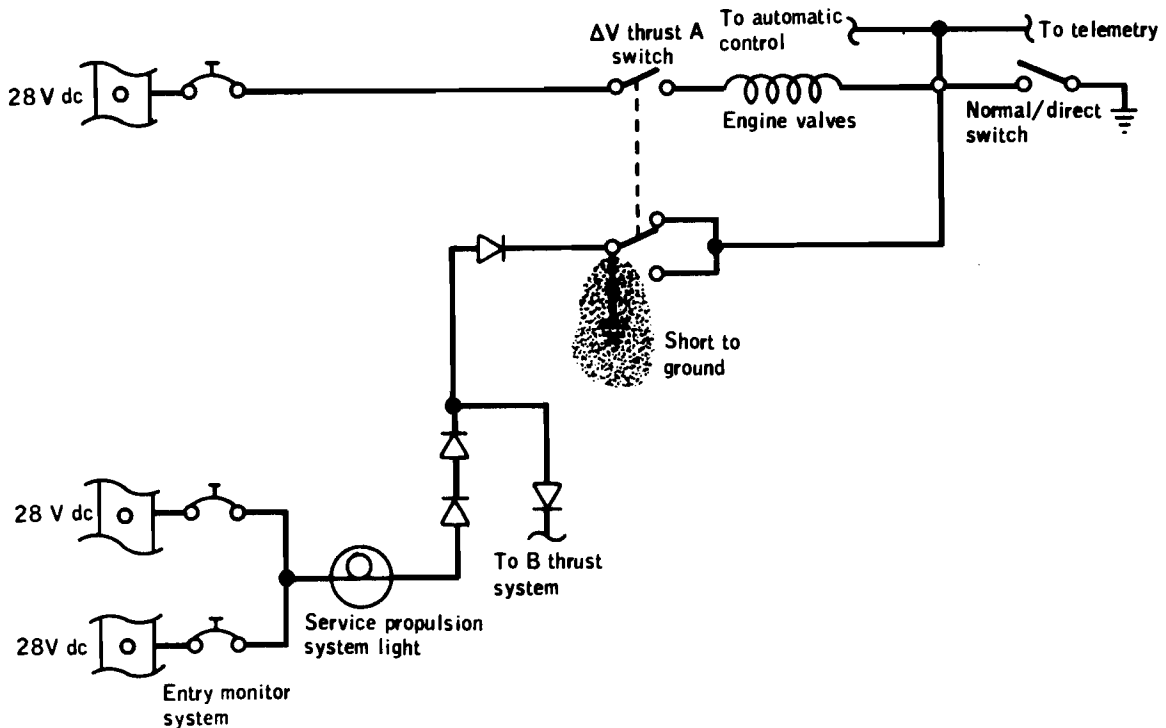 To automatic
control
To telemetry
ΔV thrust A
switch
28 V dc
Engine valves
Normal/direct
switch
Short to
ground
28 V dc
To B thrust
system
28V dc
Service propulsion
system light
Entry monitor
system